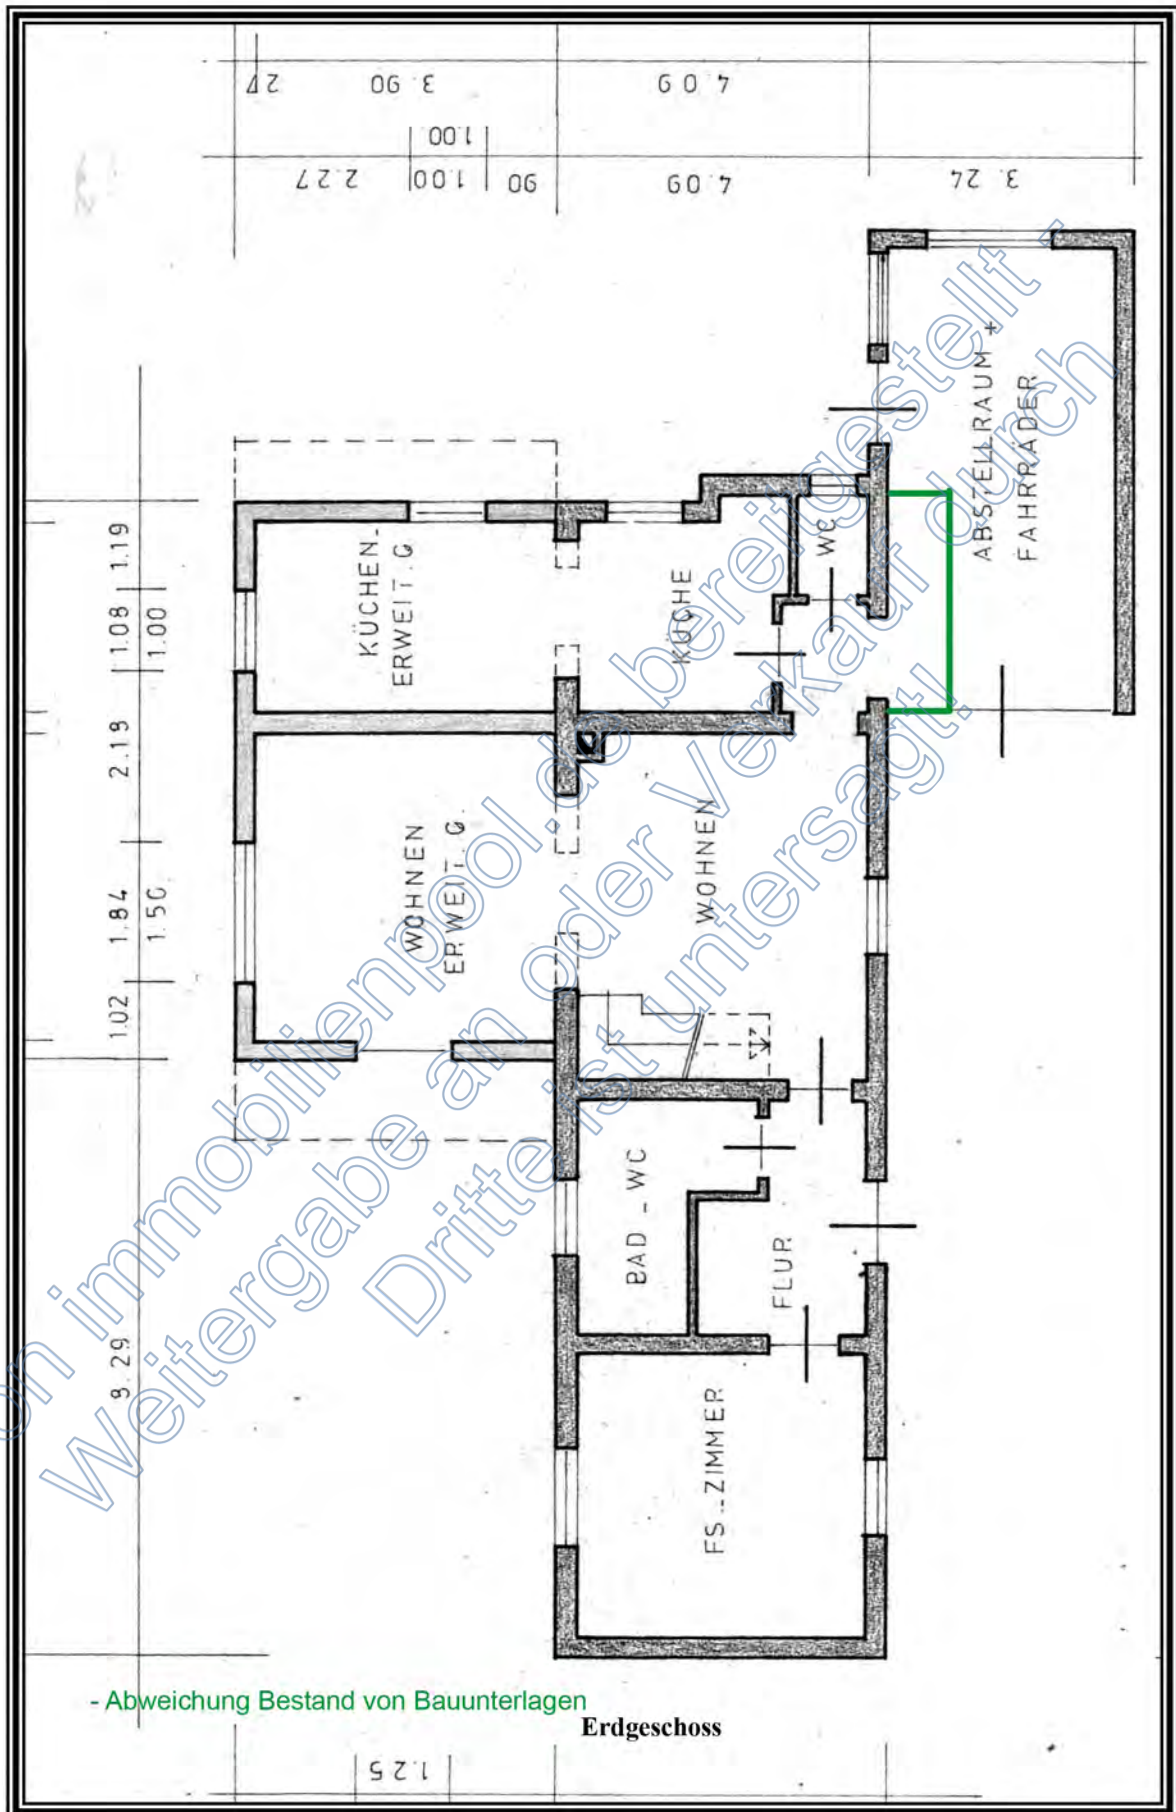 27
3.90
4.09
1.00
2.27
1.00
90
4.09
3.24
ABSTELLRAUM +
FAHRRÄDER
KÜCHEN_
ERWEIT.G
KÜCHE
WC
1.19
1.08
1.00
2.19
1.84
1.50
1.02
WOHNEN
ERWEIT.G.
WOHNEN
BAD - WC
FLUR
FS.-ZIMMER
9.29
on immobilienpool.de bereitgestellt -
Weitergabe an oder Verkauf durch
Dritte ist untersagt!
- Abweichung Bestand von Bauunterlagen
Erdgeschoss
1.25